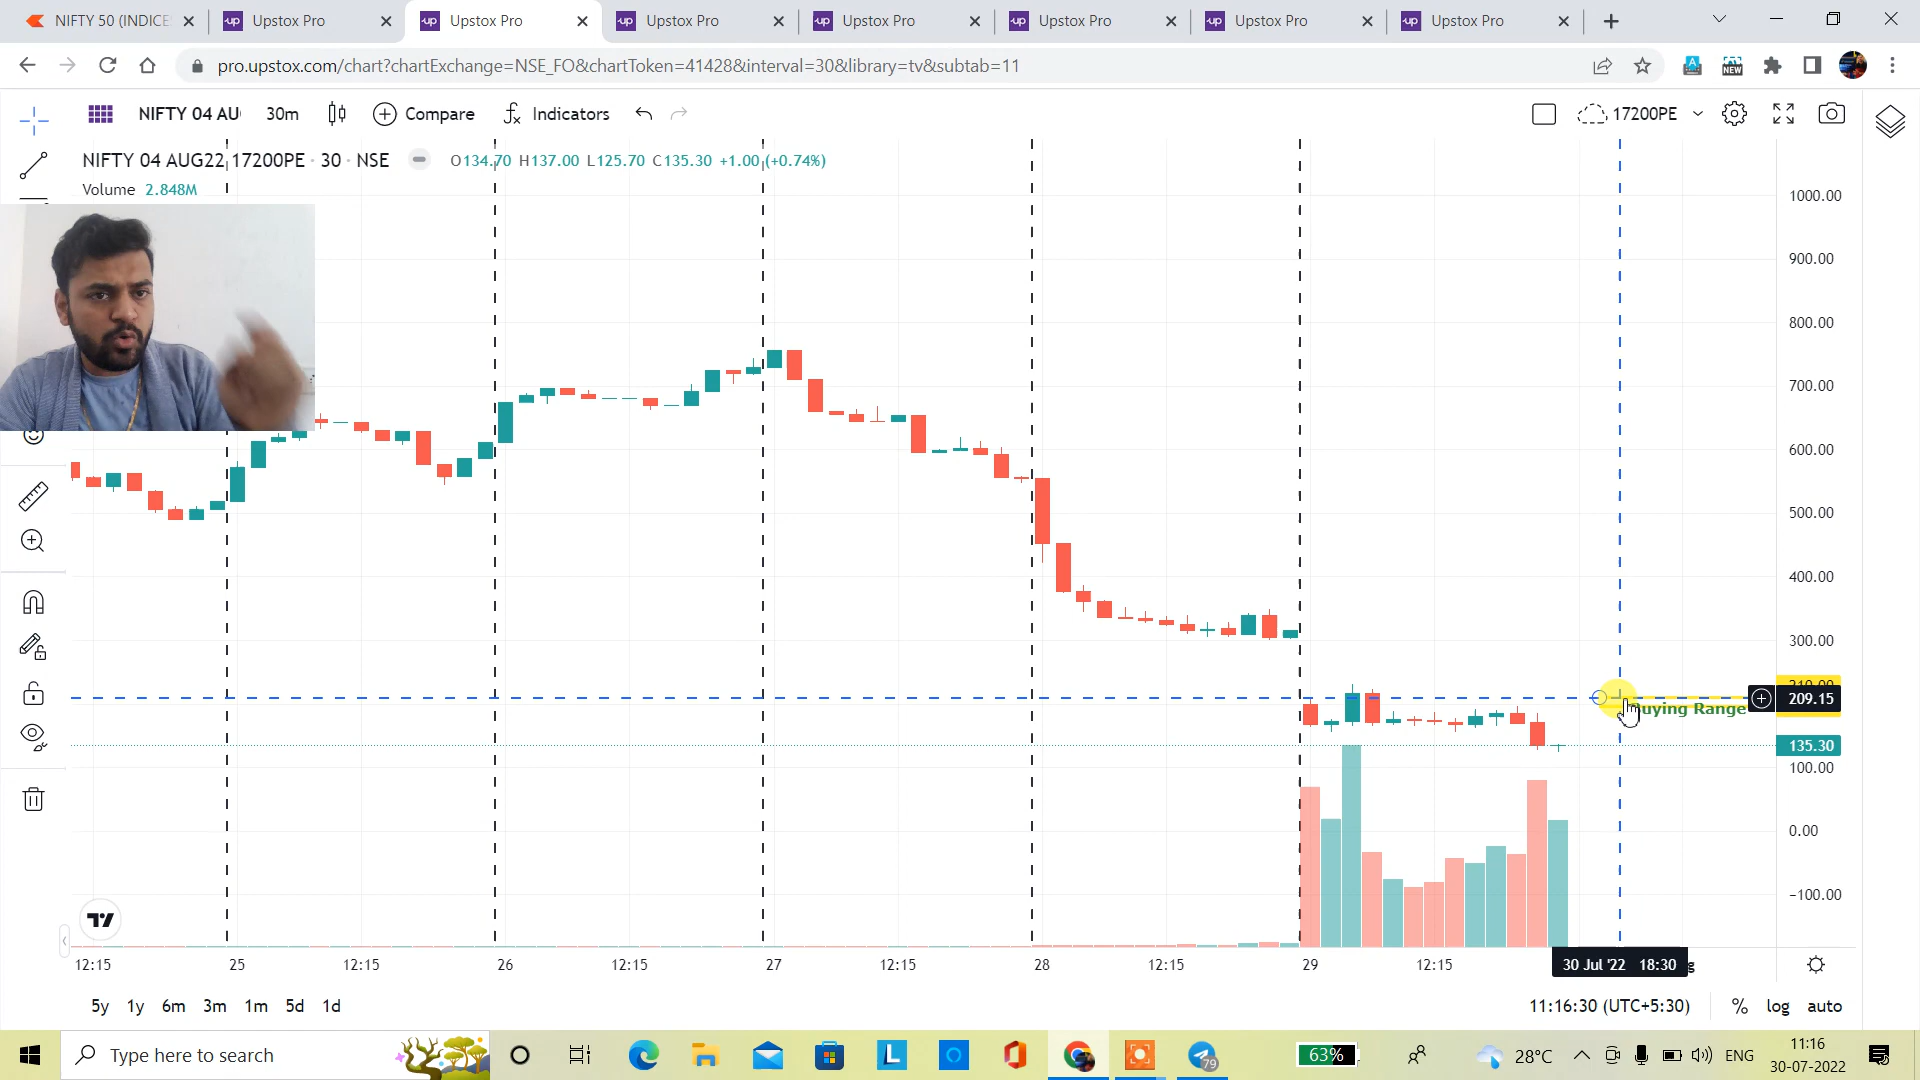 NIFTY 50 (INDICE
Upstox Pro
Upstox Pro
Upstox Pro
Upstox Pro
Upstox Pro
Upstox Pro
Upstox Pro
pro.upstox.com/chart?chartExchange=NSE_FO&chartToken=41428&interval=30&library=tv&subtab=11
NEW
NIFTY 04 AU
30m
Compare
Indicators
17200PE
NIFTY 04 AUG22 17200PE · 30 · NSE
O134.70 H137.00 L125.70 C135.30 +1.00 (+0.74%)
Volume 2.848M
1000.00
900.00
800.00
700.00
600.00
500.00
400.00
300.00
209.15
Buying Range
135.30
100.00
0.00
−100.00
12:15
25
12:15
26
12:15
27
12:15
28
12:15
29
12:15
30 Jul '22 18:30
5y 1y 6m 3m 1m 5d 1d
11:16:30 (UTC+5:30)
% log auto
Type here to search
79
63%
28°C
ENG
11:16
30-07-2022